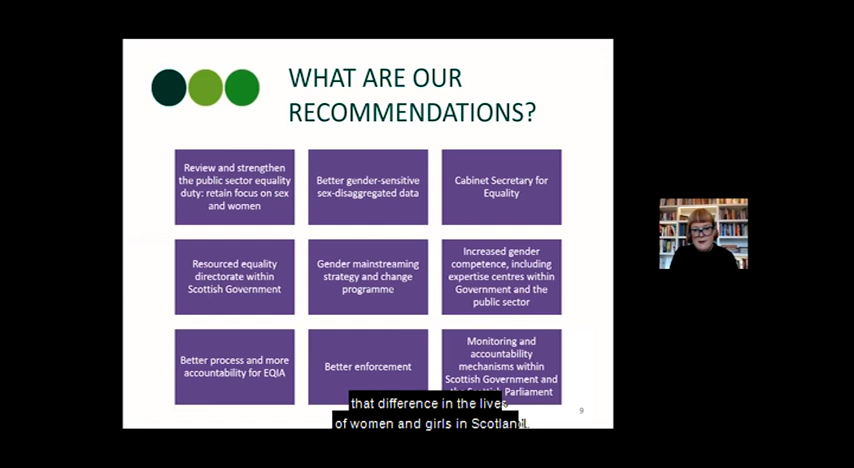 WHAT ARE OUR
RECOMMENDATIONS?
Review and strengthen
the public sector equality
duty: retain focus on sex
and women
Better gender-sensitive
sex-disaggregated data
Cabinet Secretary for
Equality
Resourced equality
directorate within
Scottish Government
Gender mainstreaming
strategy and change
programme
Increased gender
competence, including
expertise centres within
Government and the
public sector
Better process and more
accountability for EQIA
Better enforcement
Monitoring and
accountability
mechanisms within
Scottish Government and
the Scottish Parliament
that difference in the lives
of women and girls in Scotland.
9